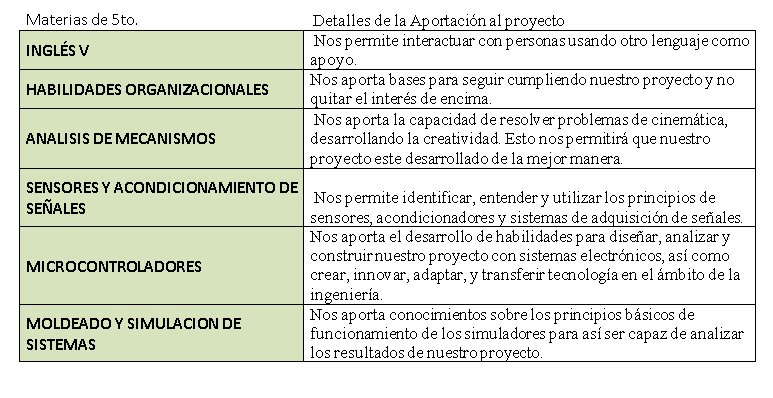 Materias de 5to.
Detalles de la Aportación al proyecto
INGLÉS V
Nos permite interactuar con personas usando otro lenguaje como
apoyo.
HABILIDADES ORGANIZACIONALES
Nos aporta bases para seguir cumpliendo nuestro proyecto y no
quitar el interés de encima.
ANALISIS DE MECANISMOS
Nos aporta la capacidad de resolver problemas de cinemática,
desarrollando la creatividad. Esto nos permitirá que nuestro
proyecto este desarrollado de la mejor manera.
SENSORES Y ACONDICIONAMIENTO DE
SEÑALES
Nos permite identificar, entender y utilizar los principios de
sensores, acondicionadores y sistemas de adquisición de señales.
MICROCONTROLADORES
Nos aporta el desarrollo de habilidades para diseñar, analizar y
construir nuestro proyecto con sistemas electrónicos, así como
crear, innovar, adaptar, y transferir tecnología en el ámbito de la
ingeniería.
MOLDEADO Y SIMULACION DE
SISTEMAS
Nos aporta conocimientos sobre los principios básicos de
funcionamiento de los simuladores para así ser capaz de analizar
los resultados de nuestro proyecto.